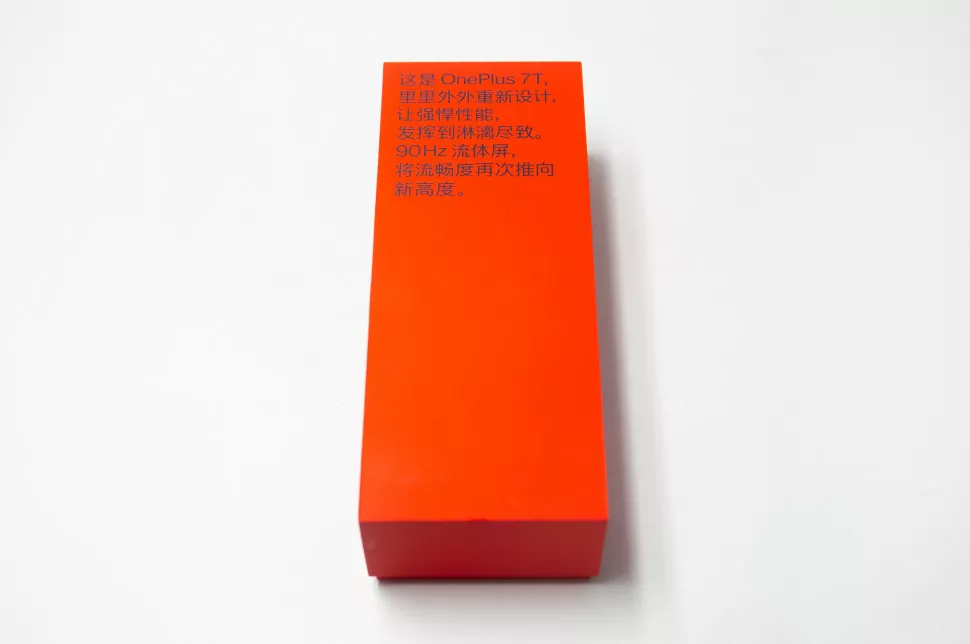 这是 OnePlus 7T,
里里外外重新设计,
让强悍性能,
发挥到淋漓尽致。
90Hz 流体屏,
将流畅度再次推向
新高度。